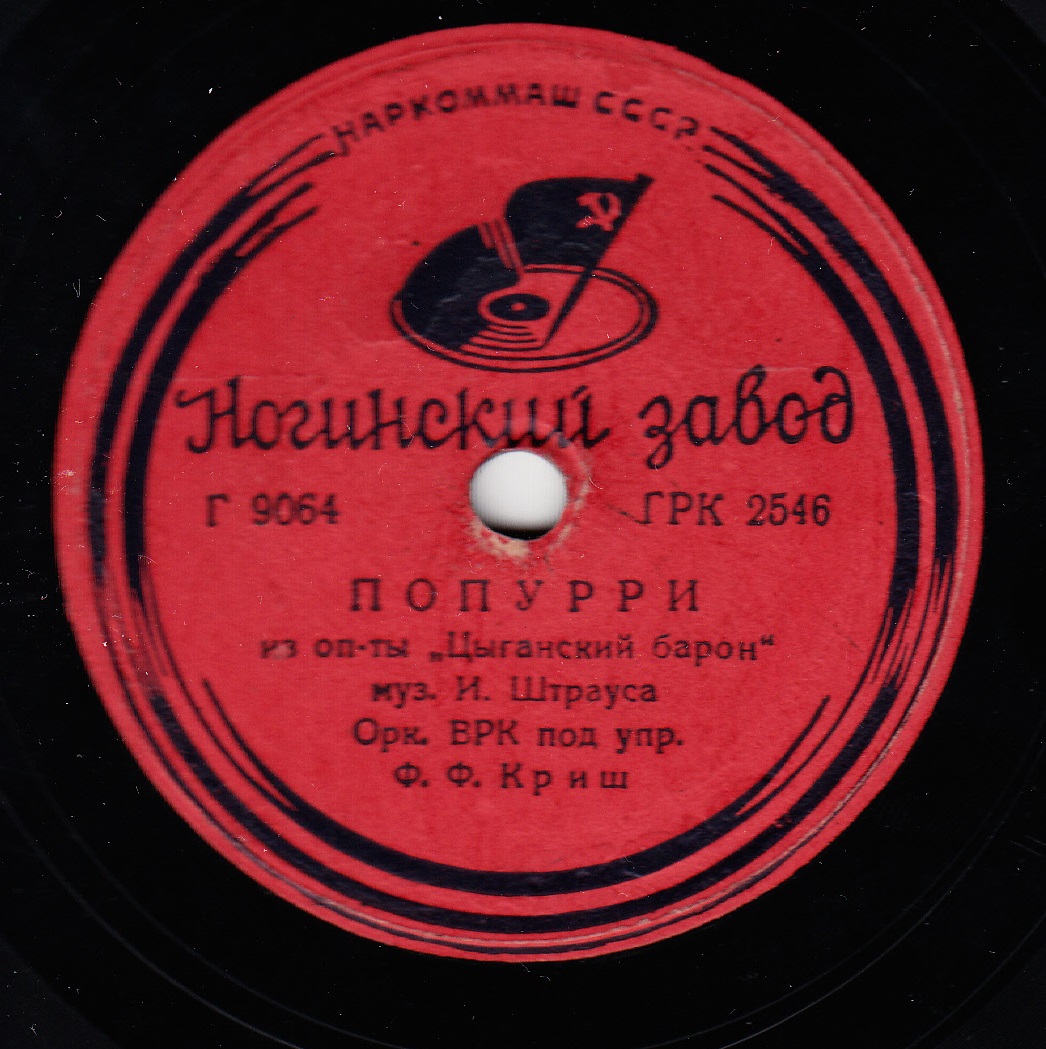 НАРКОММАШ СССР
Ногинский завод
Г 9064 ГРК 2546
ПОПУРРИ
из оп-ты „Цыганский барон“
муз. И. Штрауса
Орк. ВРК под упр.
Ф. Ф. Криш